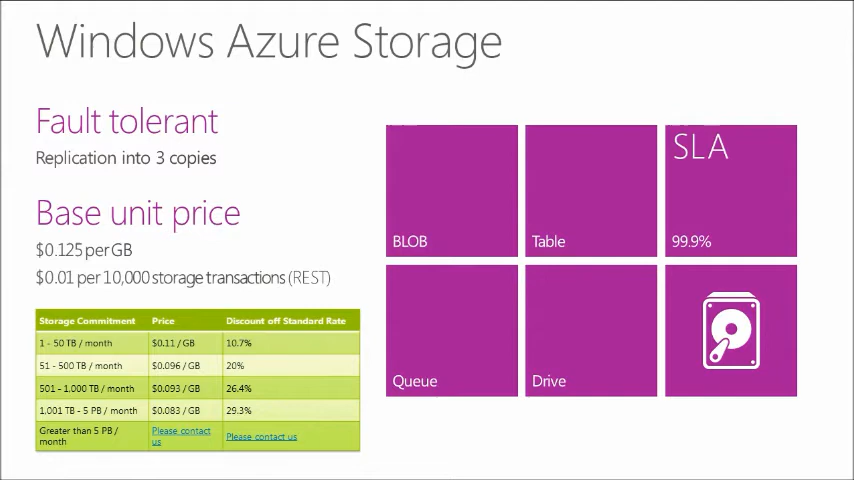 Windows Azure Storage
Fault tolerant
Replication into 3 copies
Base unit price
$0.125 per GB
$0.01 per 10,000 storage transactions (REST)
Storage Commitment Price Discount off Standard Rate
1 - 50 TB / month $0.11 / GB 10.7%
51 - 500 TB / month $0.096 / GB 20%
501 - 1,000 TB / month $0.093 / GB 26.4%
1,001 TB - 5 PB / month $0.083 / GB 29.3%
Greater than 5 PB /
month
Please contact
us
Please contact us
BLOB
Table
SLA
99.9%
Queue
Drive